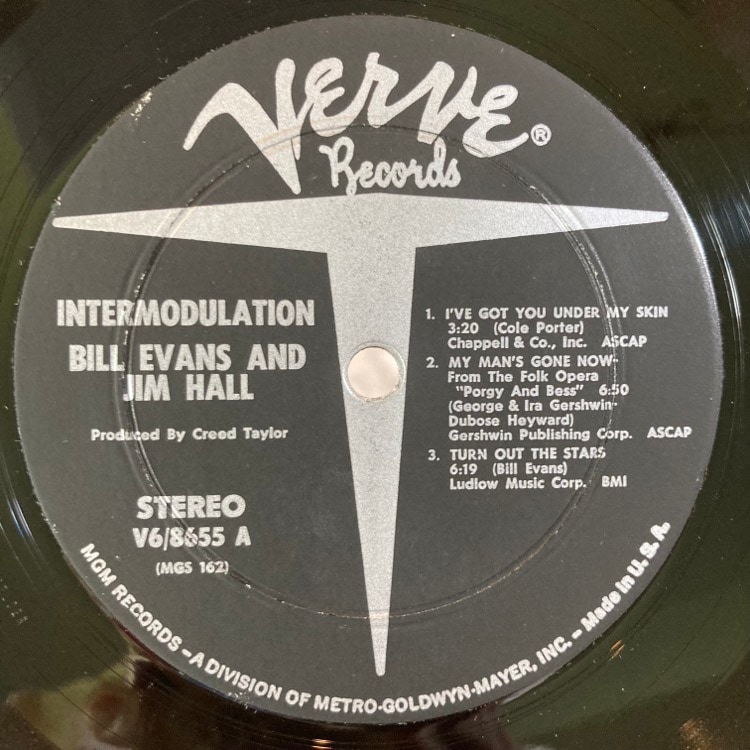 VERVE ®
Records
INTERMODULATION
BILL EVANS AND
JIM HALL
Produced By Creed Taylor
STEREO
V6/8655 A
(MGS 162)
1. I'VE GOT YOU UNDER MY SKIN
3:20 (Cole Porter)
Chappell & Co., Inc. ASCAP
2. MY MAN'S GONE NOW-
From The Folk Opera
"Porgy And Bess" 6:50
(George & Ira Gershwin-
Dubose Heyward)
Gershwin Publishing Corp. ASCAP
3. TURN OUT THE STARS
6:19 (Bill Evans)
Ludlow Music Corp. BMI
MGM RECORDS – A DIVISION OF METRO-GOLDWYN-MAYER, INC. – Made in U.S.A.